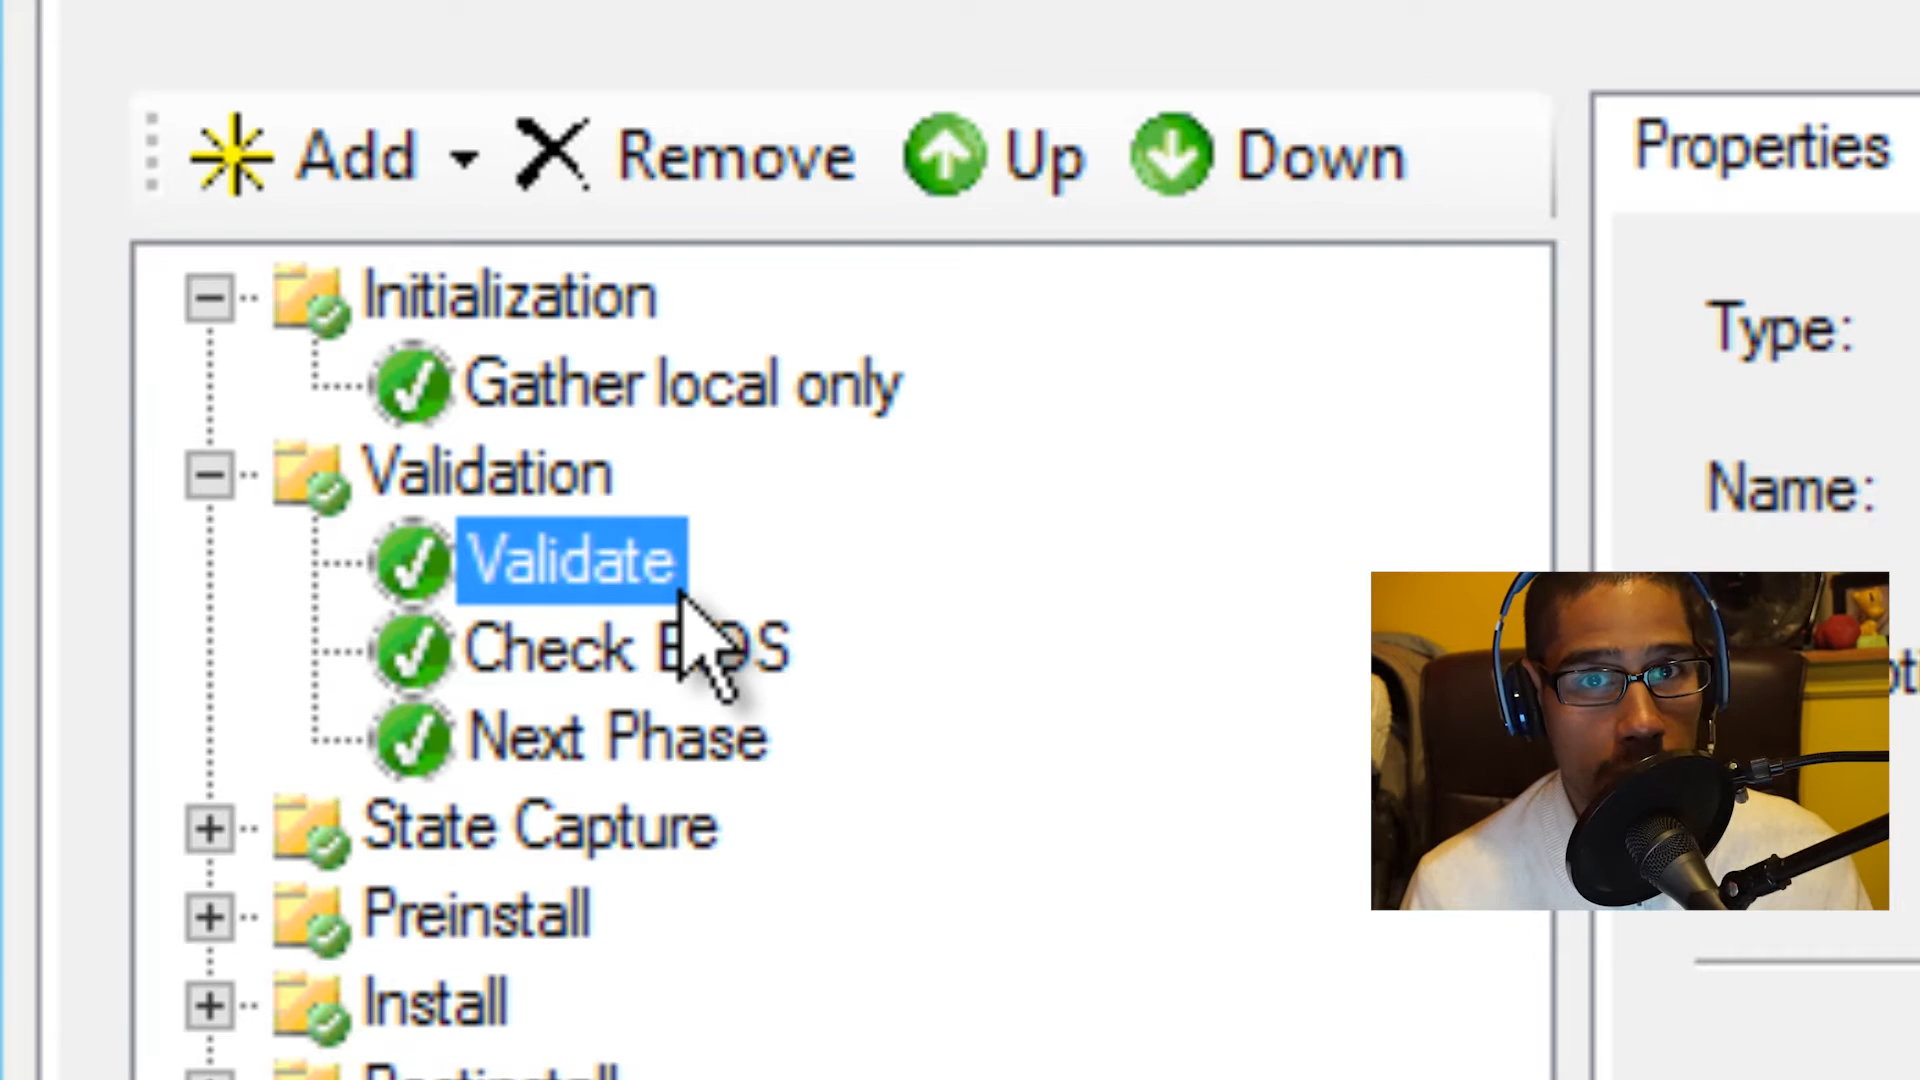 Add Remove Up Down
Properties
Initialization
Gather local only
Type:
Validation
Name:
Validate
Check
Next Phase
State Capture
Preinstall
Install